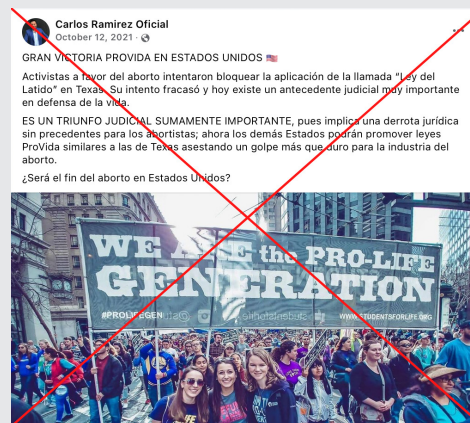 Carlos Ramirez Oficial
October 12, 2021 ·
GRAN VICTORIA PROVIDA EN ESTADOS UNIDOS 🇺🇸
Activistas a favor del aborto intentaron bloquear la aplicación de la llamada "Ley del
Latido" en Texas. Su intento fracasó y hoy existe un antecedente judicial muy importante
en defensa de la vida.
ES UN TRIUNFO JUDICIAL SUMAMENTE IMPORTANTE, pues implica una derrota jurídica
sin precedentes para los abortistas; ahora los demás Estados podrán promover leyes
ProVida similares a las de Texas asestando un golpe más que duro para la industria del
aborto.
¿Será el fin del aborto en Estados Unidos?
WE ARE the PRO-LIFE
GENERATION
#PROLIFEGEN
WWW.STUDENTSFORLIFE.ORG